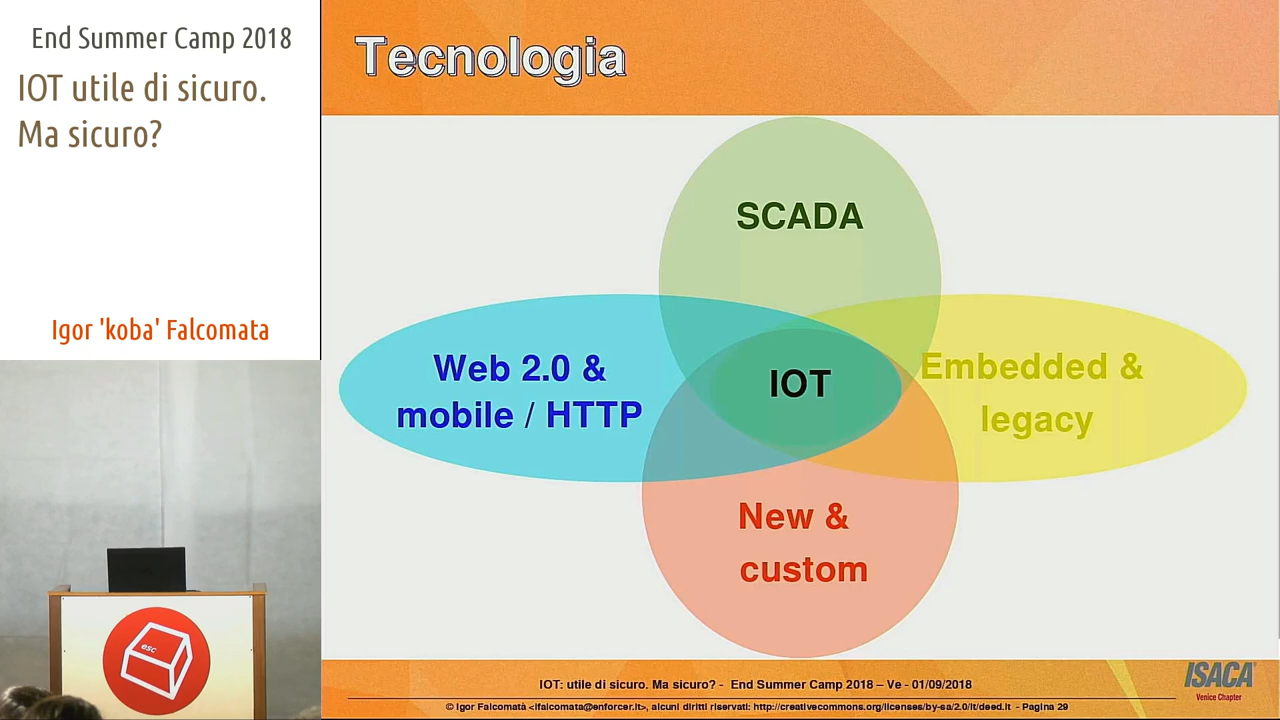 End Summer Camp 2018
IOT utile di sicuro.
Ma sicuro?
Igor 'koba' Falcomata
esc
Tecnologia
SCADA
Web 2.0 &
mobile / HTTP
IOT
Embedded &
legacy
New &
custom
IOT: utile di sicuro. Ma sicuro? - End Summer Camp 2018 – Ve - 01/09/2018
© Igor Falcomatà <ifalcomata@enforcer.it>, alcuni diritti riservati: http://creativecommons.org/licenses/by-sa/2.0/it/deed.it - Pagina 29
ISACA
Venice Chapter